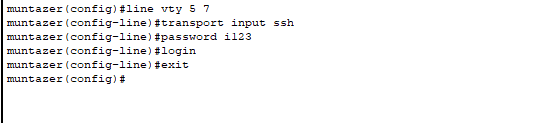 muntazer(config)#line vty 5 7
muntazer(config-line)#transport input ssh
muntazer(config-line)#password i123
muntazer(config-line)#login
muntazer(config-line)#exit
muntazer(config)#